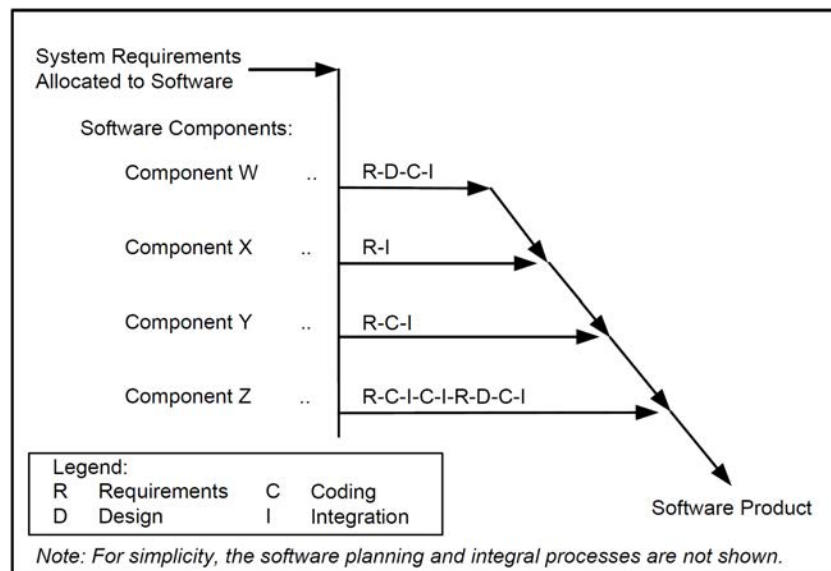 System Requirements
Allocated to Software
Software Components:
Component W .. R-D-C-I
Component X .. R-I
Component Y .. R-C-I
Component Z .. R-C-I-C-I-R-D-C-I
Legend:
R Requirements C Coding
D Design I Integration
Software Product
Note: For simplicity, the software planning and integral processes are not shown.